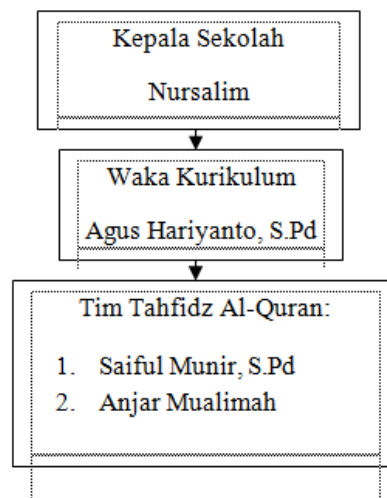 Kepala Sekolah
Nursalim
Waka Kurikulum
Agus Hariyanto, S.Pd
Tim Tahfidz Al-Quran:
1. Saiful Munir, S.Pd
2. Anjar Mualimah